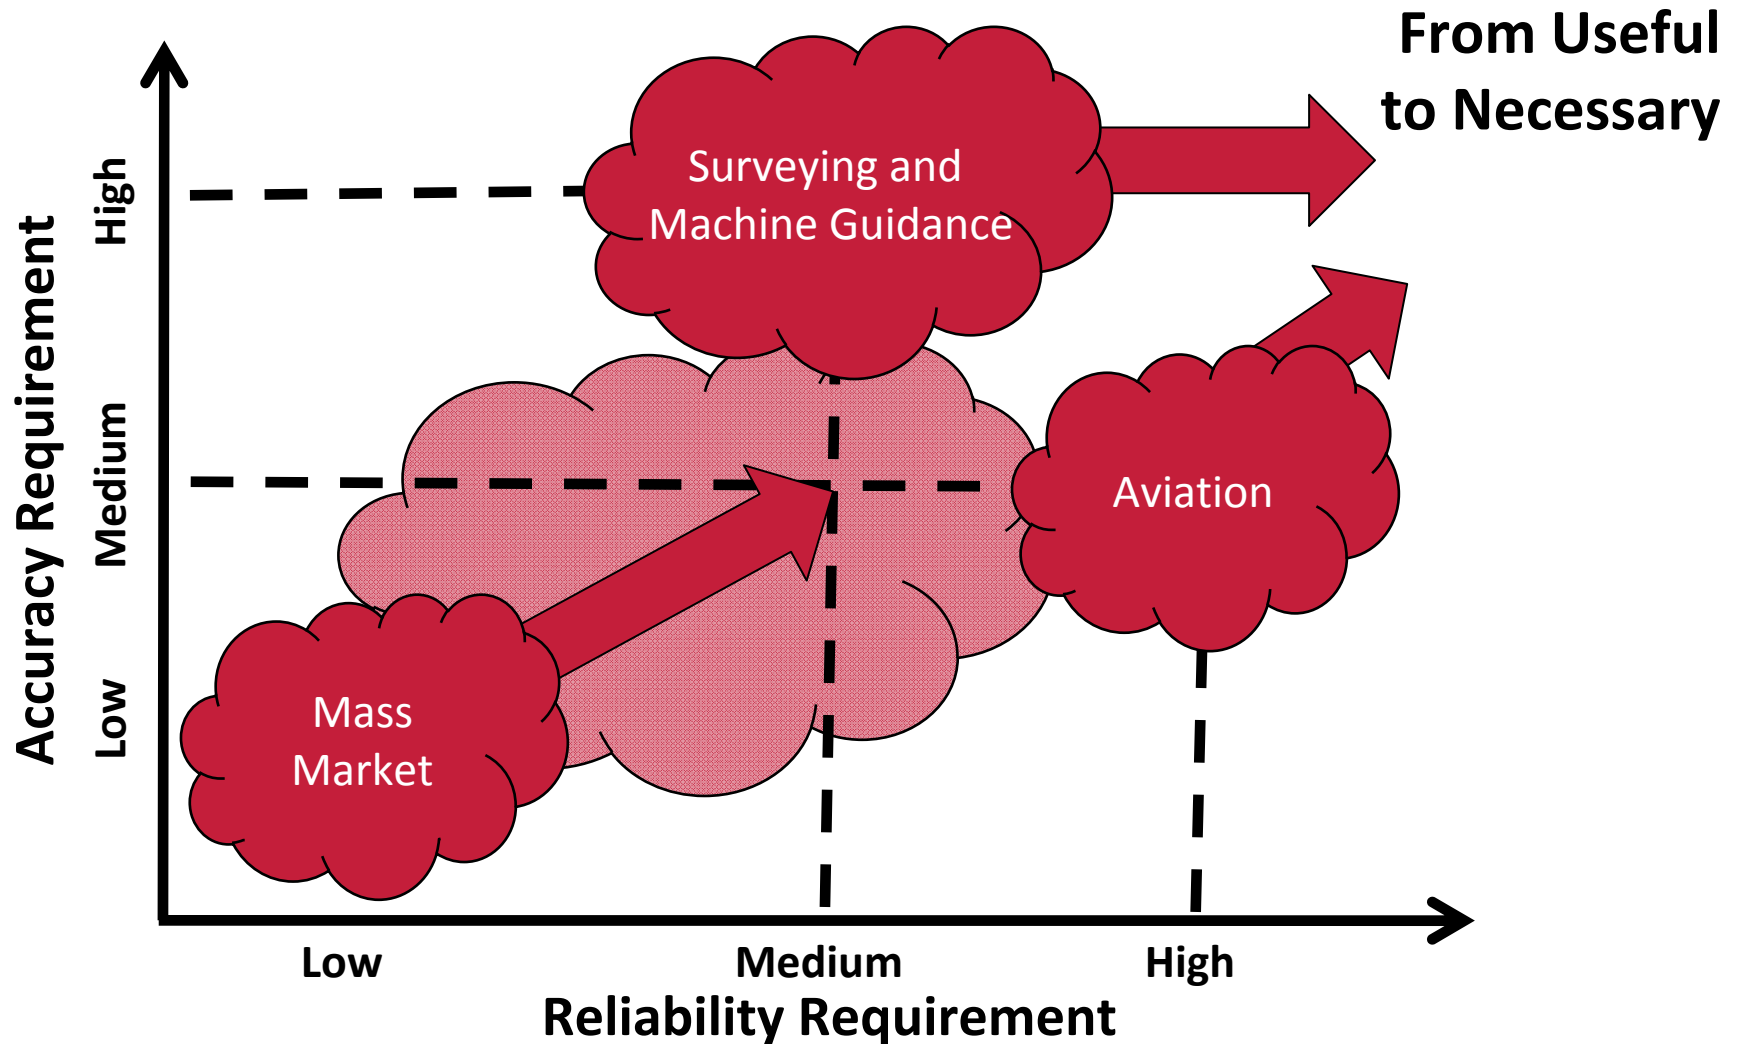 From Useful
to Necessary
Surveying and
Machine Guidance
Aviation
Mass
Market
Accuracy Requirement
High
Medium
Low
Low
Medium
High
Reliability Requirement